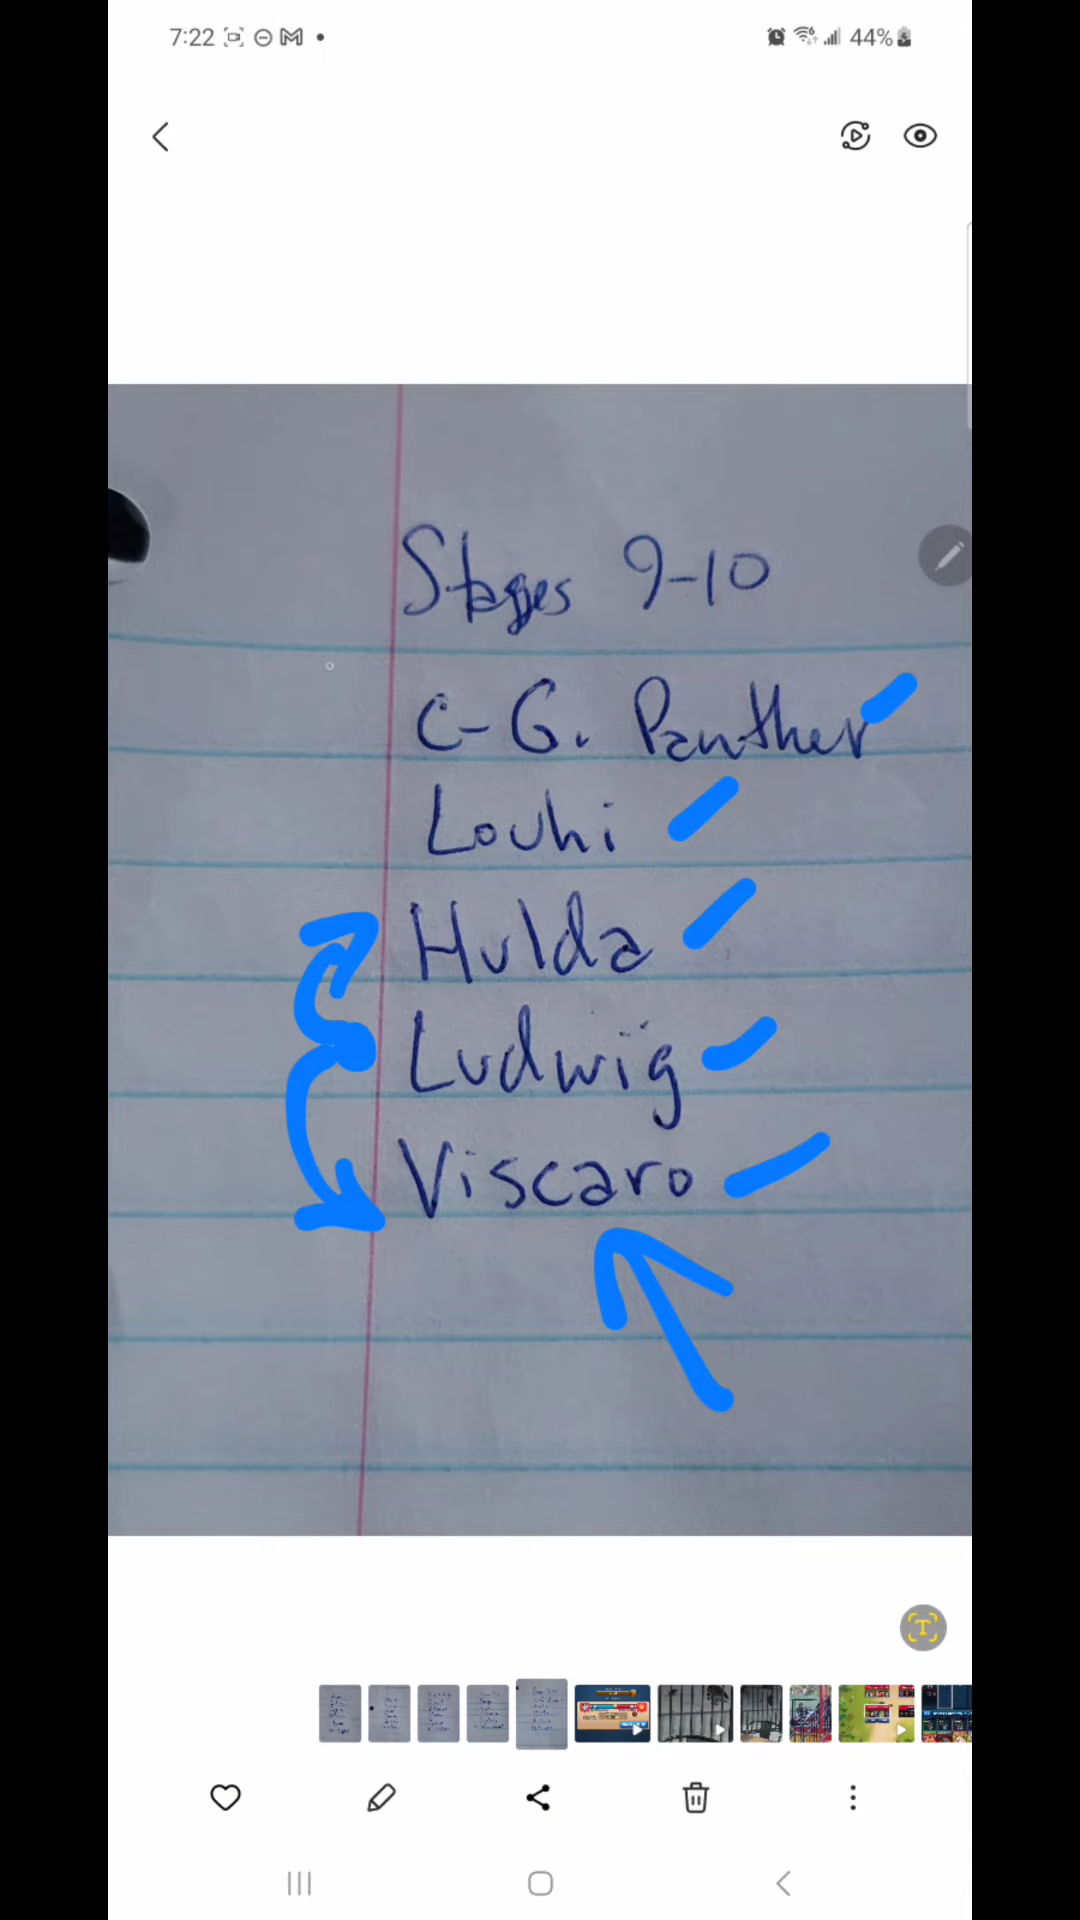 7:22
44%
Stages 9-10
C-G. Panther
Louhi
Hulda
Ludwig
Viscaro
T